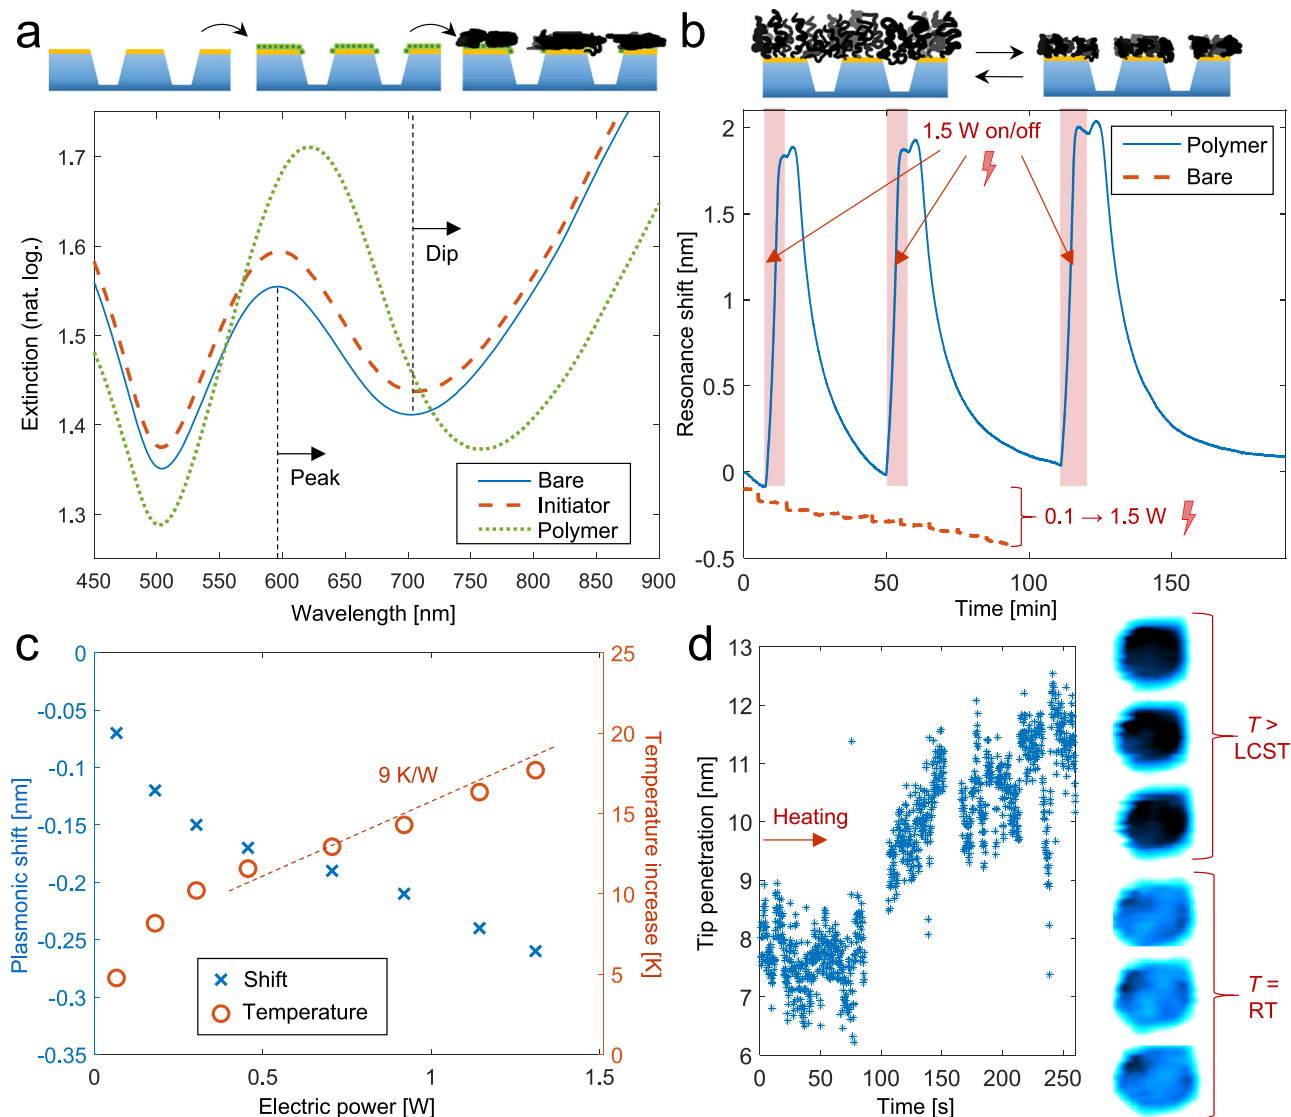 a
1.7
1.6
1.5
1.4
1.3
Extinction (nat. log.)
Dip
Peak
Bare
Initiator
Polymer
450 500 550 600 650 700 750 800 850 900
Wavelength [nm]
b
2
1.5
1
0.5
0
-0.5
Resonance shift [nm]
1.5 W on/off
Polymer
Bare
0.1 → 1.5 W
0 50 100 150
Time [min]
c
0
-0.05
-0.1
-0.15
-0.2
-0.25
-0.3
-0.35
Plasmonic shift [nm]
9 K/W
Shift
Temperature
25
20
15
10
5
0
Temperature increase [K]
0 0.5 1 1.5
Electric power [W]
d
13
12
11
10
9
8
7
6
Tip penetration [nm]
Heating
0 50 100 150 200 250
Time [s]
T >
LCST
T =
RT